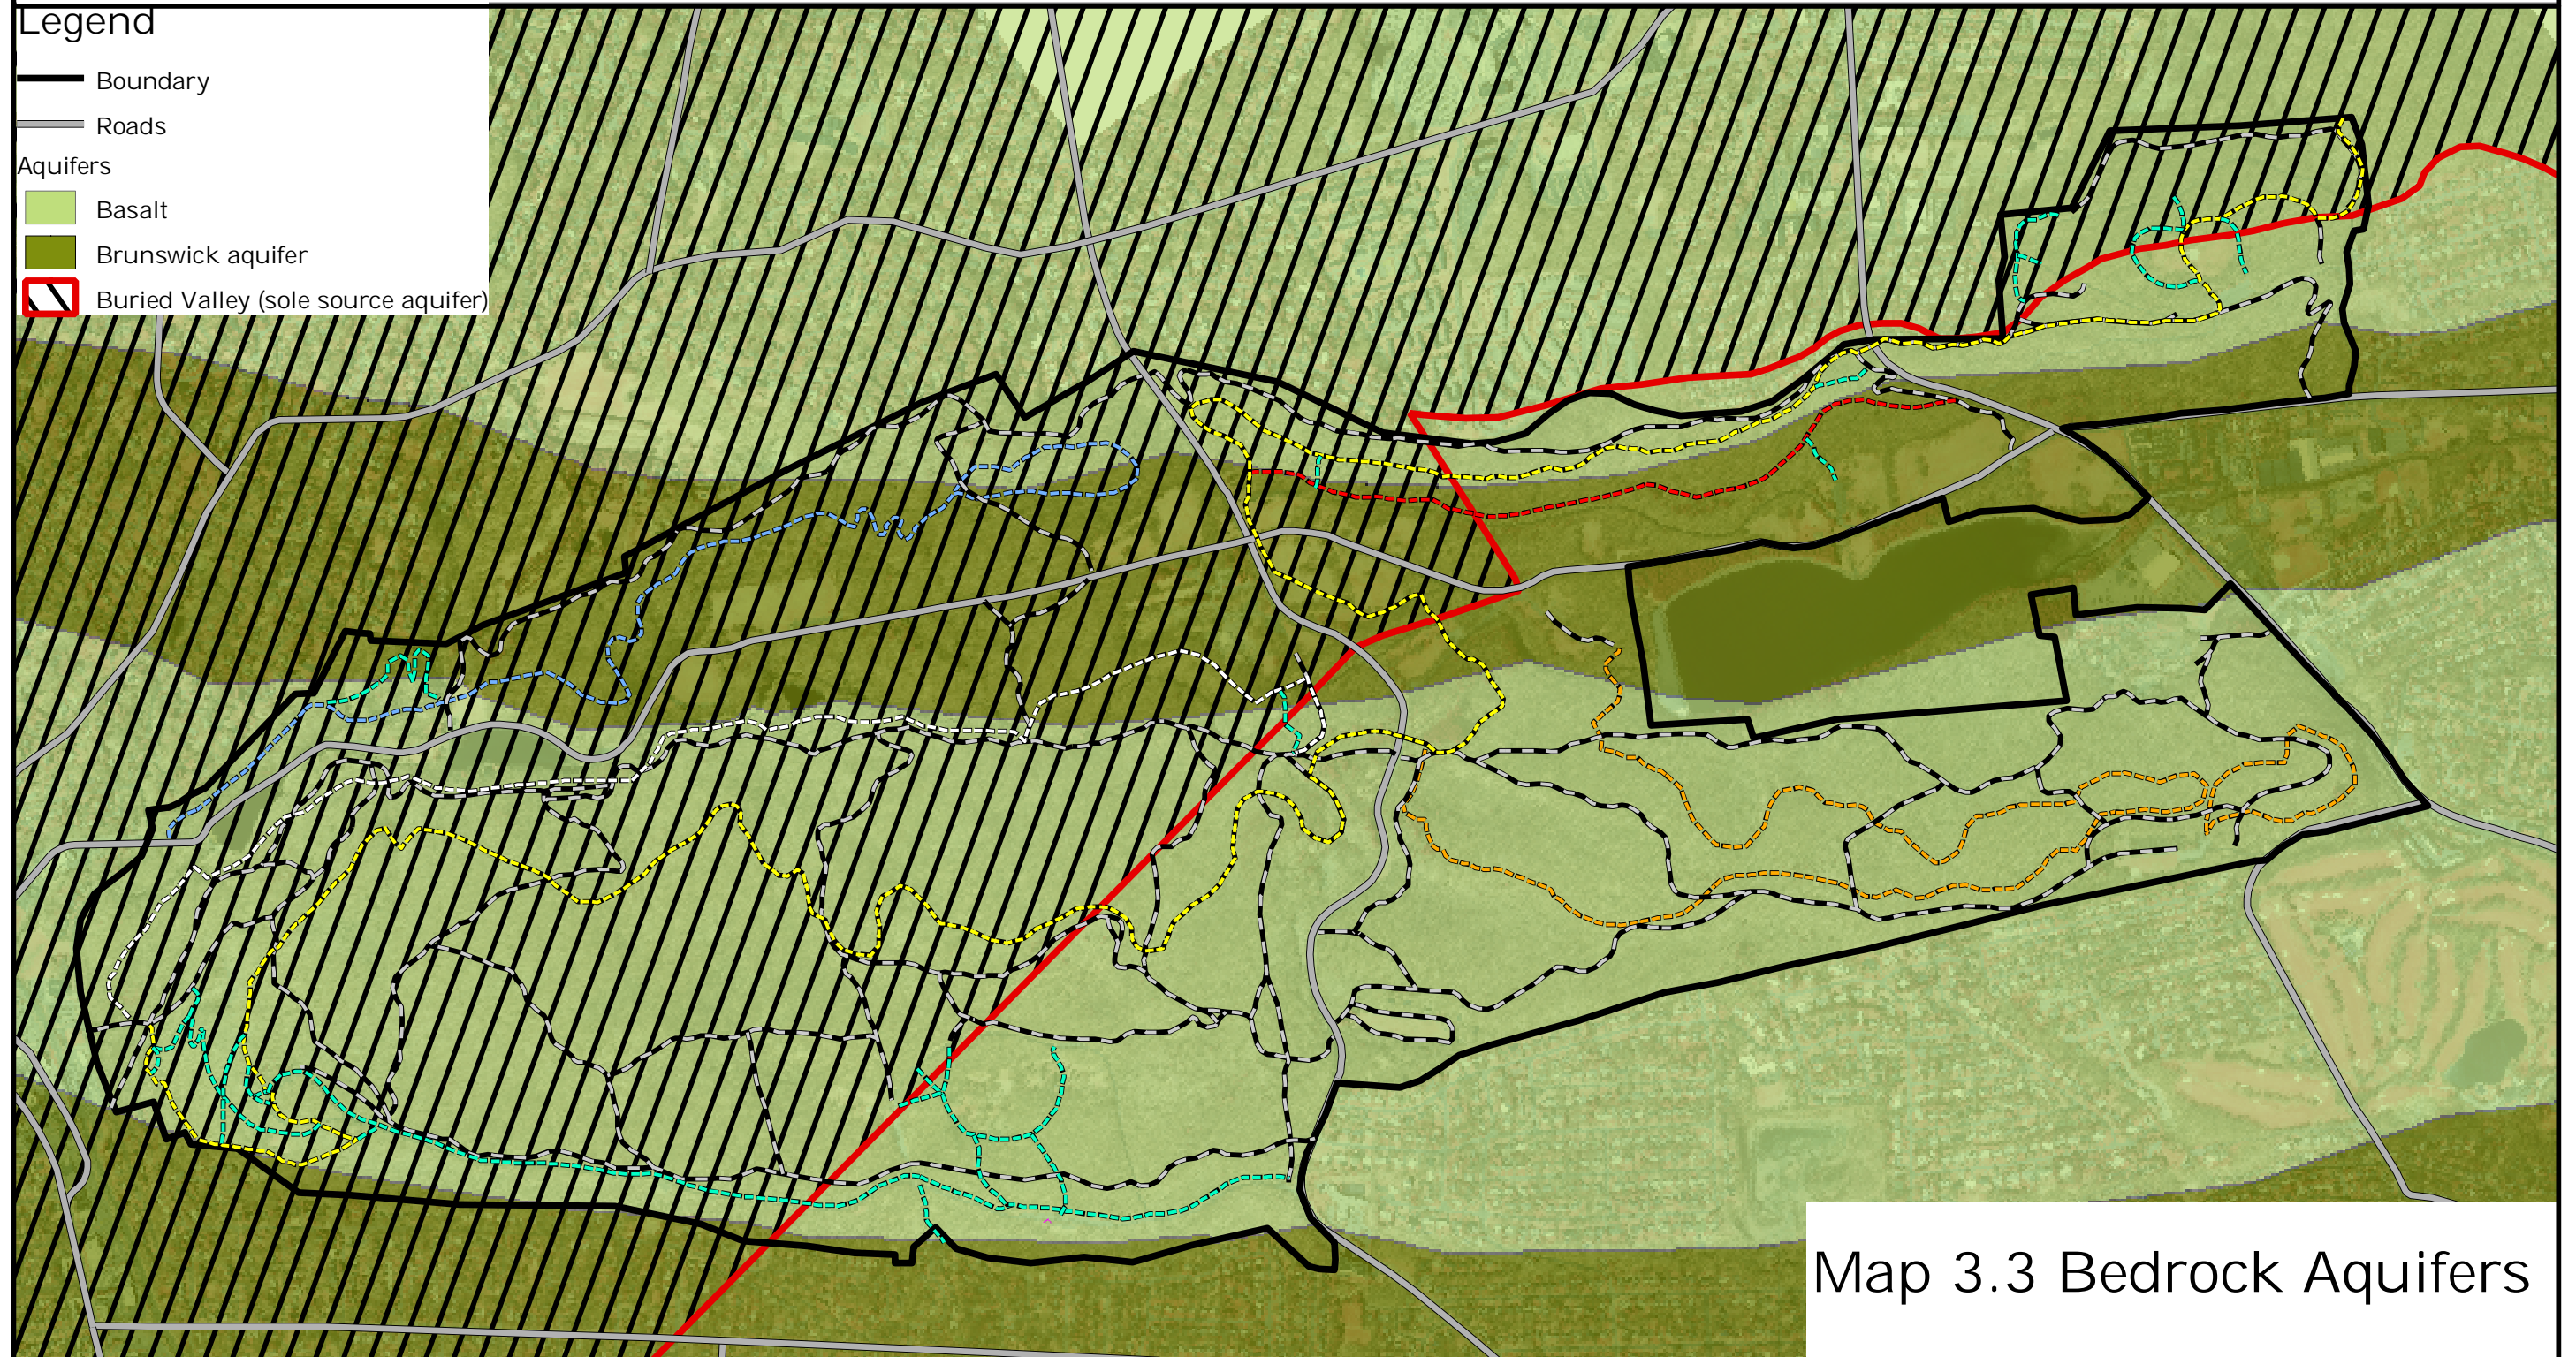 Legend
Boundary
Roads
Aquifers
Basalt
Brunswick aquifer
Buried Valley (sole source aquifer)
Map 3.3 Bedrock Aquifers